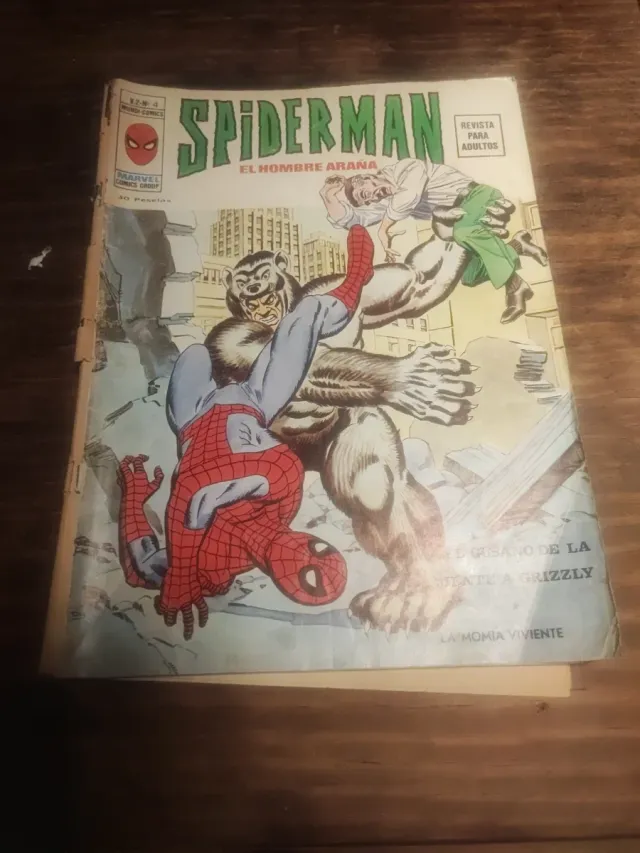 V.2-Nº 4
MUNDI-COMICS
MARVEL
COMICS GROUP
30 Pesetas
SPiDERMAN
EL HOMBRE ARAÑA
REVISTA
PARA
ADULTOS
GUSANO DE LA
A GRIZZLY
LA MOMIA VIVIENTE